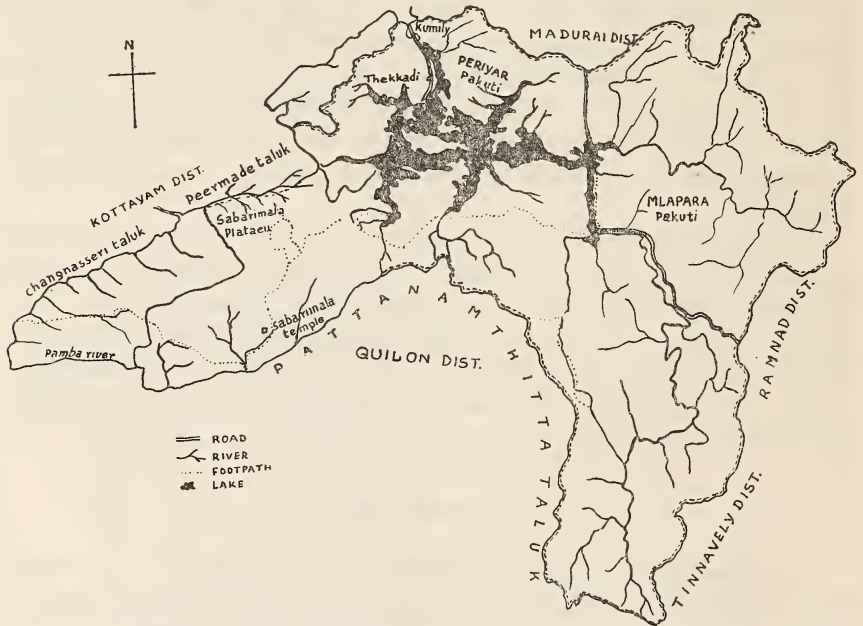 N
Kumily
MADURAI DIST.
PERIYAR
Pakuti
Thekkadi
KOTTAYAM DIST.
Peermade taluk
Sabarimala
Plataeu
Changnasseri taluk
MLAPARA
Pakuti
Sabarimala
temple
Pamba river
PATTANAMTHITTA TALUK
QUILON DIST.
RAMNAD DIST.
TINNAVELY DIST.
ROAD
RIVER
FOOTPATH
LAKE